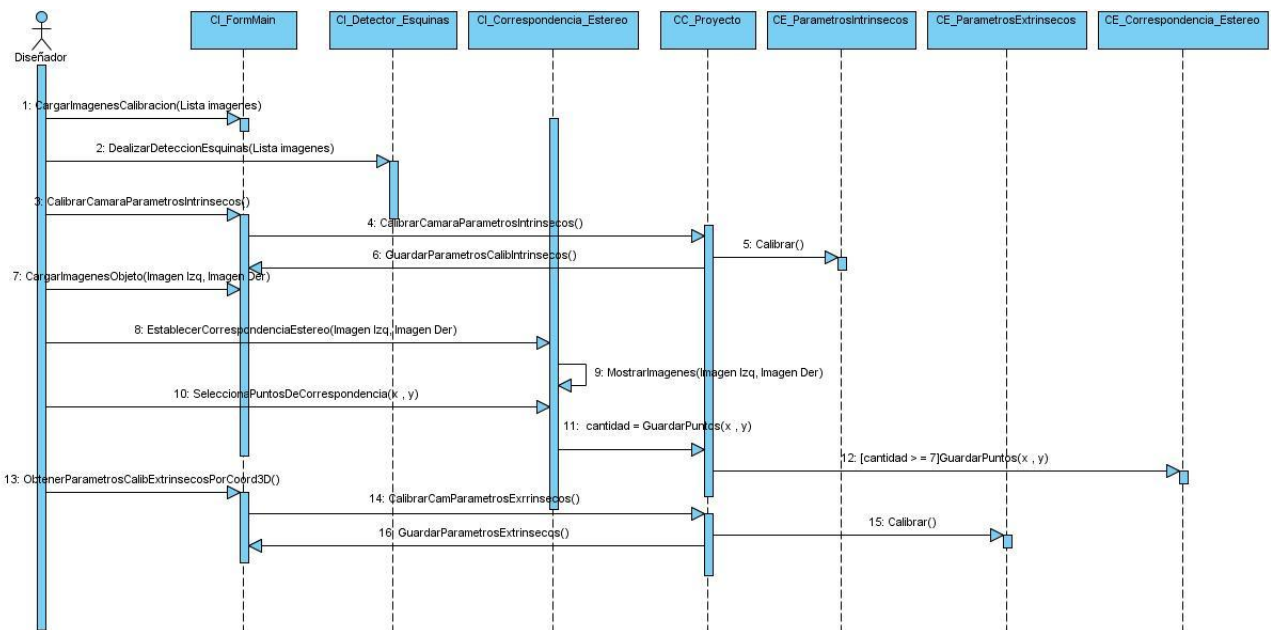 CI_FormMain
CI_Detector_Esquinas
CI_Correspondencia_Estereo
CC_Proyecto
CE_ParametrosIntrinsecos
CE_ParametrosExtrinsecos
CE_Correspondencia_Estereo
Diseñador
1: CargarImagenesCalibracion(Lista imagenes)
2: DealizarDeteccionEsquinas(Lista imagenes)
3: CalibrarCamaraParametrosIntrinsecos()
4: CalibrarCamaraParametrosIntrinsecos()
5: Calibrar()
6: GuardarParametrosCalibIntrinsecos()
7: CargarImagenesObjeto(Imagen Izq, Imagen Der)
8: EstablecerCorrespondenciaEstereo(Imagen Izq, Imagen Der)
9: MostrarImagenes(Imagen Izq, Imagen Der)
10: SeleccionaPuntosDeCorrespondencia(x , y)
11: cantidad = GuardarPuntos(x , y)
12: [cantidad > = 7]GuardarPuntos(x , y)
13: ObtenerParametrosCalibExtrinsecosPorCoord3D()
14: CalibrarCamParametrosExrrinsecos()
15: Calibrar()
16: GuardarParametrosExtrinsecos()